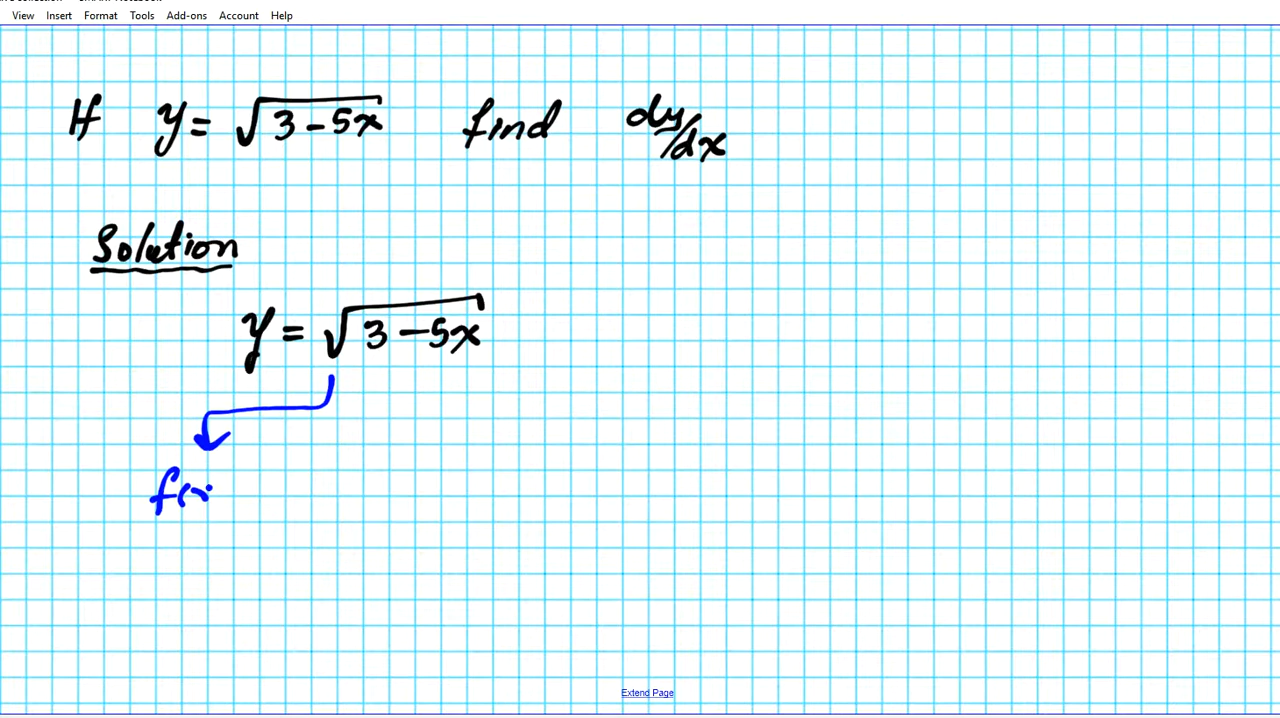 View Insert Format Tools Add-ons Account Help
If y = √3-5x find dy/dx
Solution
y = √3-5x
Extend Page